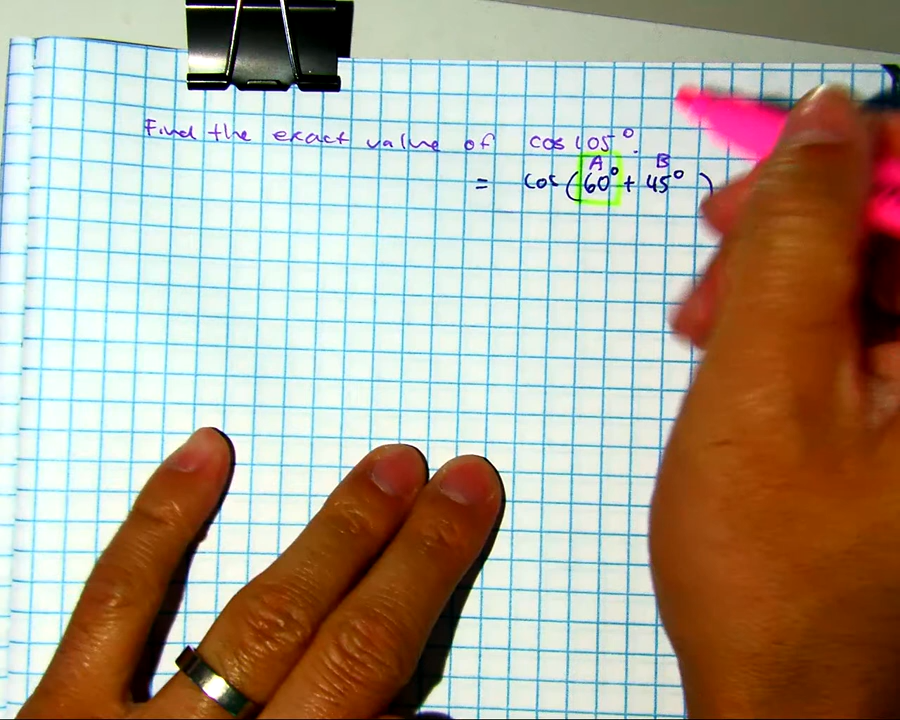 Find the exact value of cos 105°.
A B
= cos (60° + 45°)